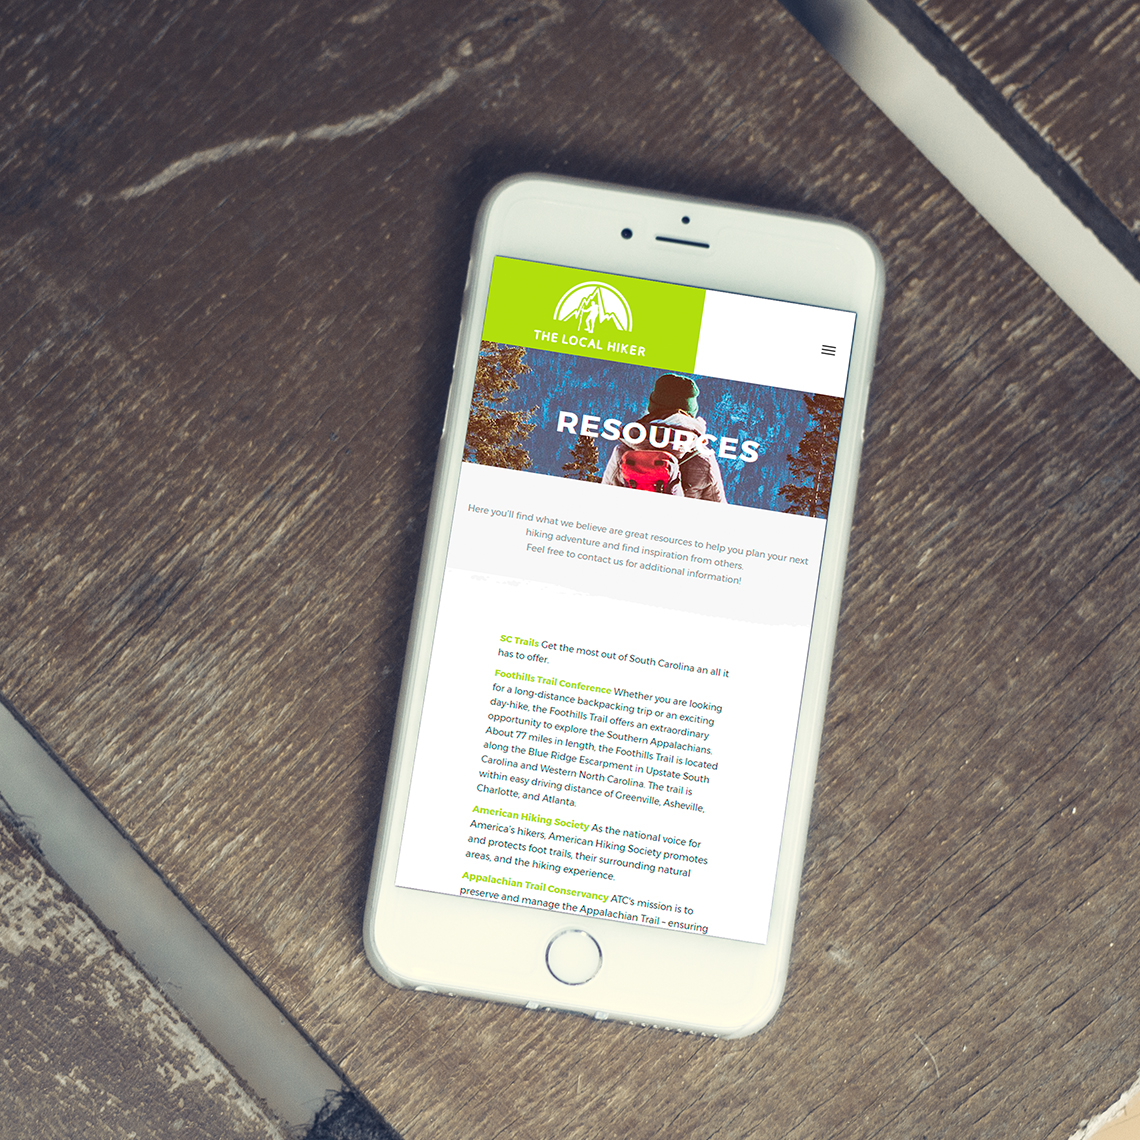 THE LOCAL HIKER
RESOURCES
Here you'll find what we believe are great resources to help you plan your next
hiking adventure and find inspiration from others.
Feel free to contact us for additional information!
SC Trails Get the most out of South Carolina an all it
has to offer.
Foothills Trail Conference Whether you are looking
for a long-distance backpacking trip or an exciting
day-hike, the Foothills Trail offers an extraordinary
opportunity to explore the Southern Appalachians.
About 77 miles in length, the Foothills Trail is located
along the Blue Ridge Escarpment in Upstate South
Carolina and Western North Carolina. The trail is
within easy driving distance of Greenville, Asheville,
Charlotte, and Atlanta.
American Hiking Society As the national voice for
America's hikers, American Hiking Society promotes
and protects foot trails, their surrounding natural
areas, and the hiking experience.
Appalachian Trail Conservancy ATC's mission is to
preserve and manage the Appalachian Trail – ensuring